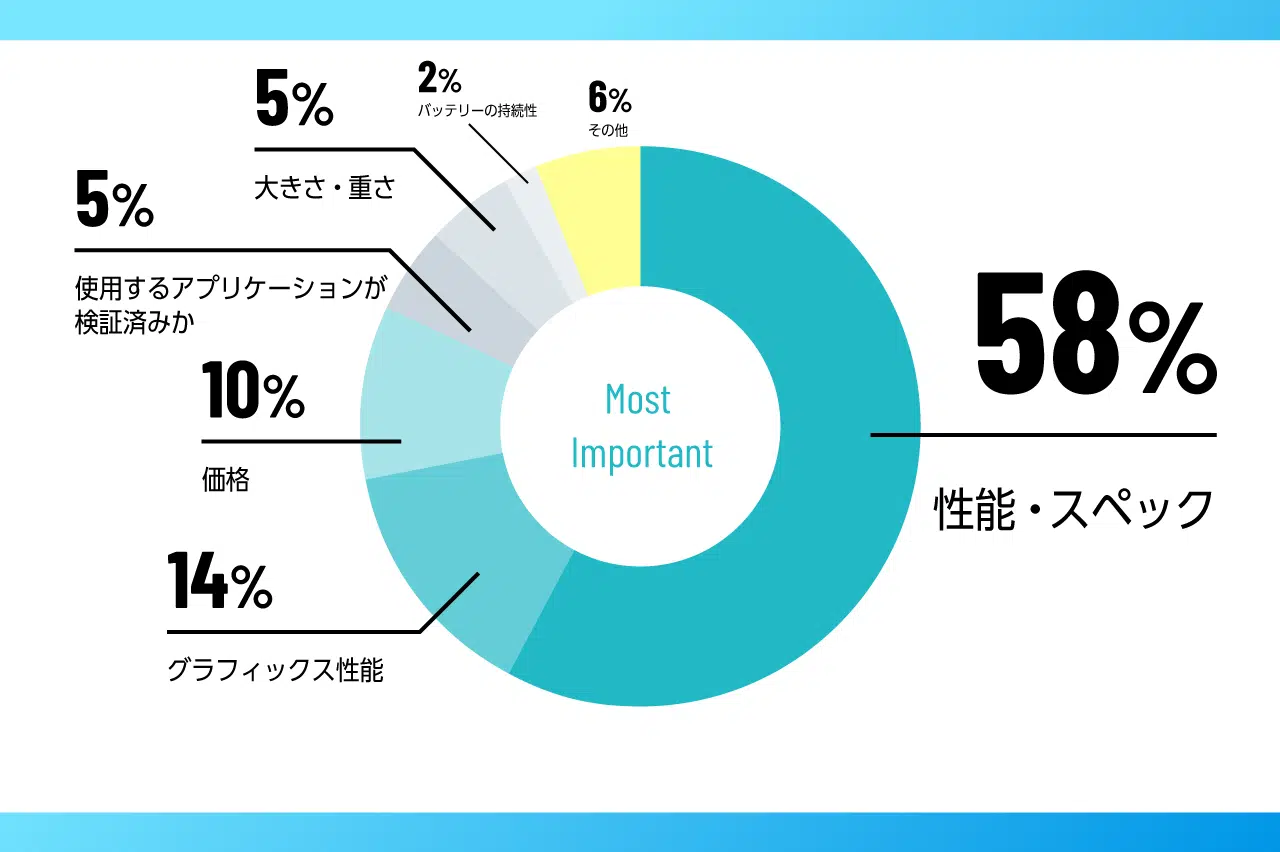 5%
大きさ・重さ
2%
バッテリーの持続性
6%
その他
5%
使用するアプリケーションが
検証済みか
10%
価格
14%
グラフィックス性能
Most
Important
58%
性能・スペック